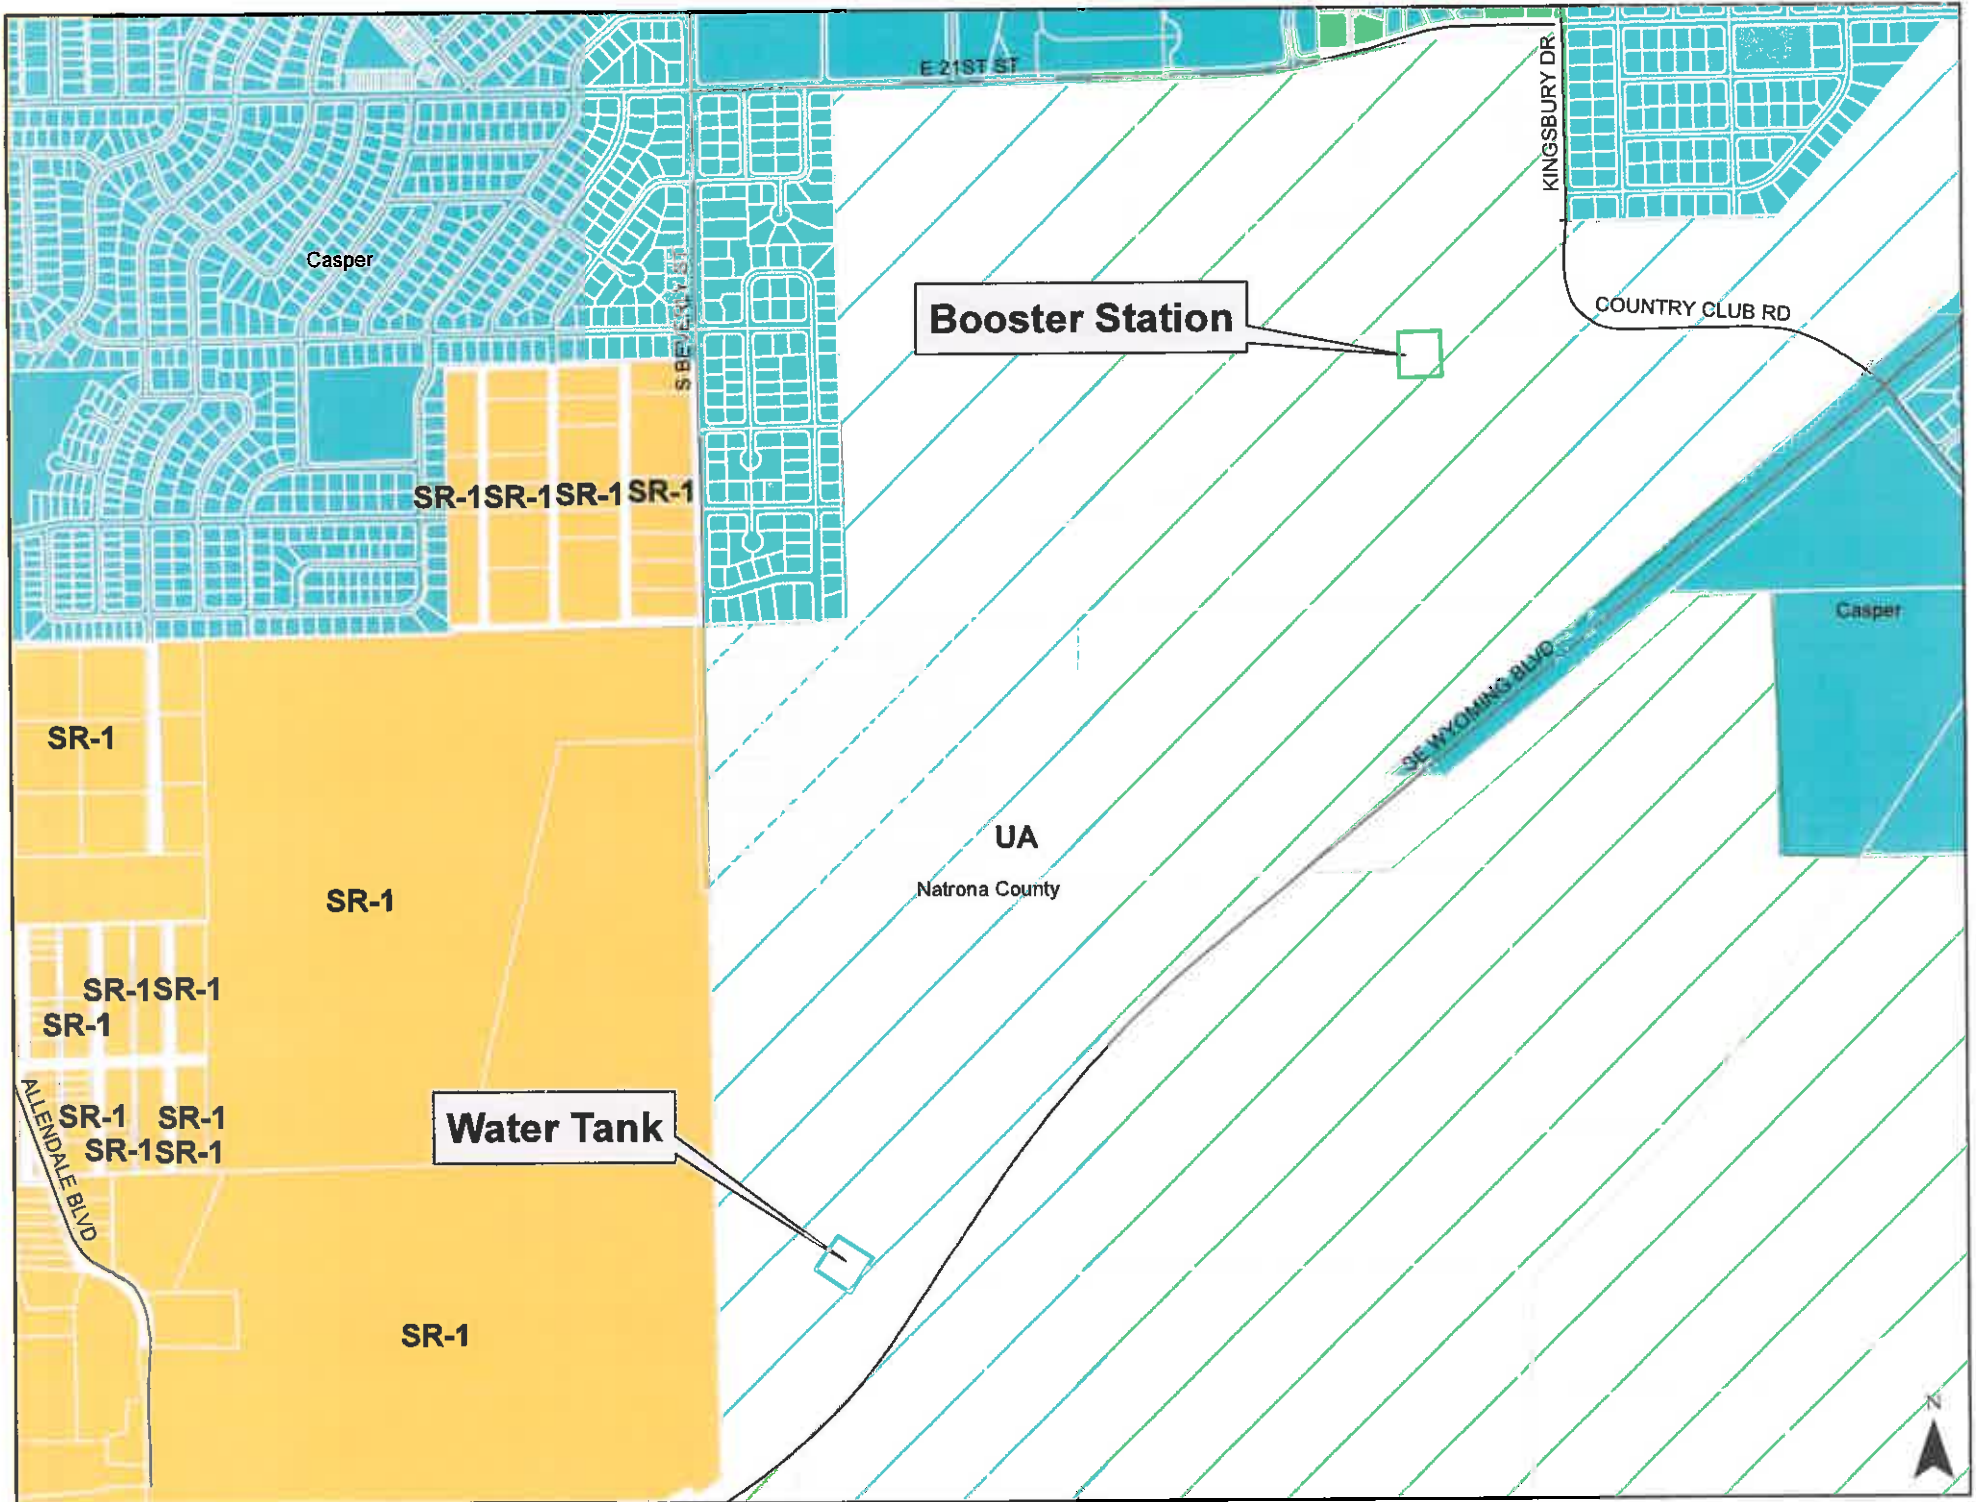 E 21ST ST
KINGSBURY DR
Casper
S BEVERLY ST
Booster Station
COUNTRY CLUB RD
SR-1SR-1SR-1SR-1
Casper
SE WYOMING BLVD
SR-1
UA
Natrona County
SR-1
SR-1SR-1
SR-1
ALLENDALE BLVD
SR-1 SR-1
SR-1SR-1
Water Tank
SR-1
N